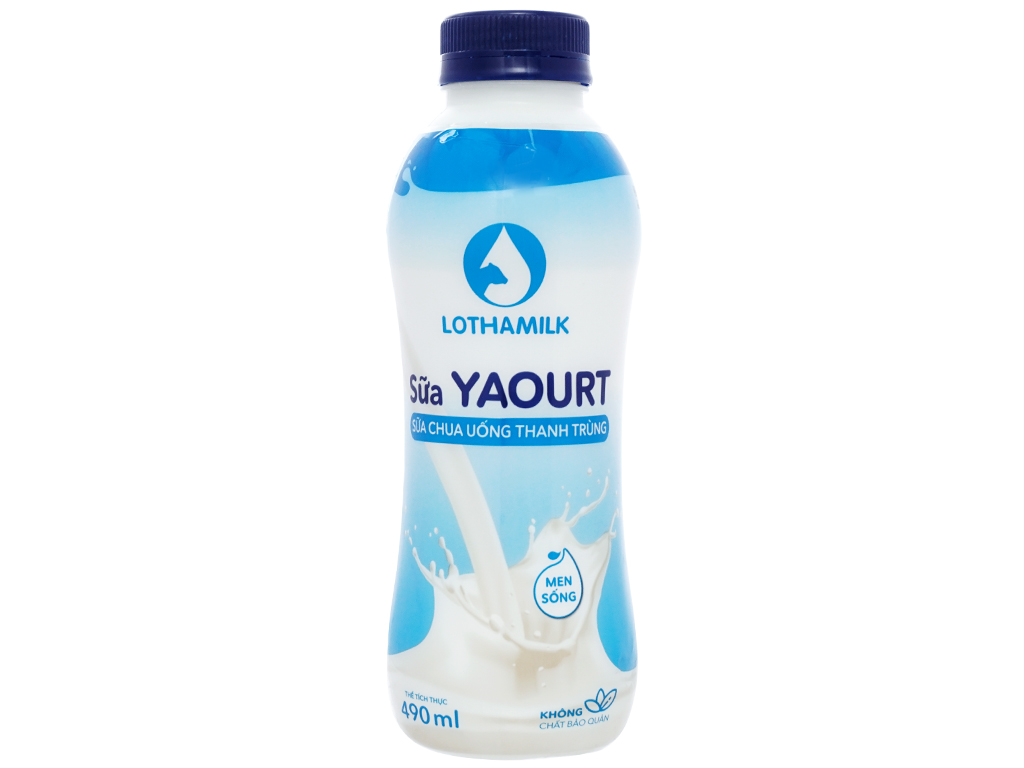 LOTHAMILK
Sữa YAOURT
SỮA CHUA UỐNG THANH TRÙNG
MEN
SỐNG
THỂ TÍCH THỰC
490 ml
KHÔNG
CHẤT BẢO QUẢN